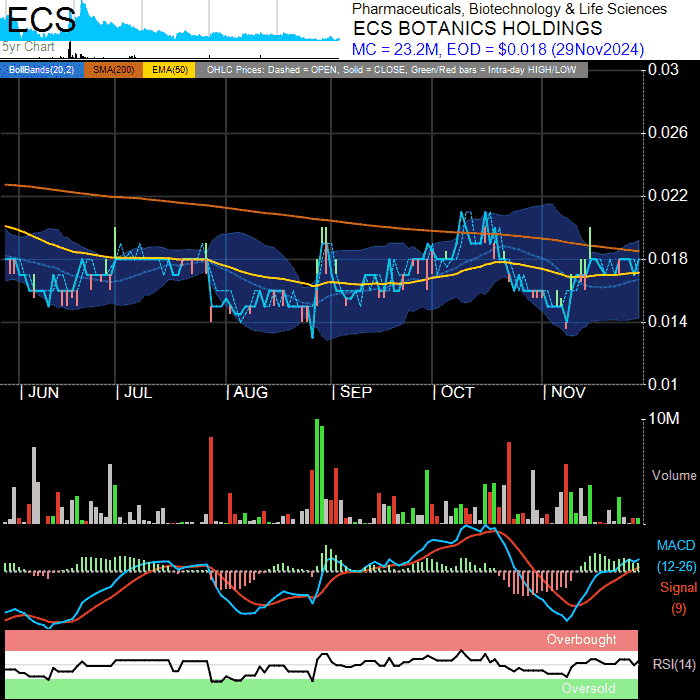 ECS
5yr Chart
Pharmaceuticals, Biotechnology & Life Sciences
ECS BOTANICS HOLDINGS
MC = 23.2M, EOD = $0.018 (29Nov2024)
BollBands(20,2) SMA(200) EMA(50) OHLC Prices: Dashed = OPEN, Solid = CLOSE, Green/Red bars = Intra-day HIGH/LOW
0.03
0.026
0.022
0.018
0.014
0.01
| JUN | JUL | AUG | SEP | OCT | NOV
10M
Volume
MACD
(12-26)
Signal
(9)
Overbought
RSI(14)
Oversold